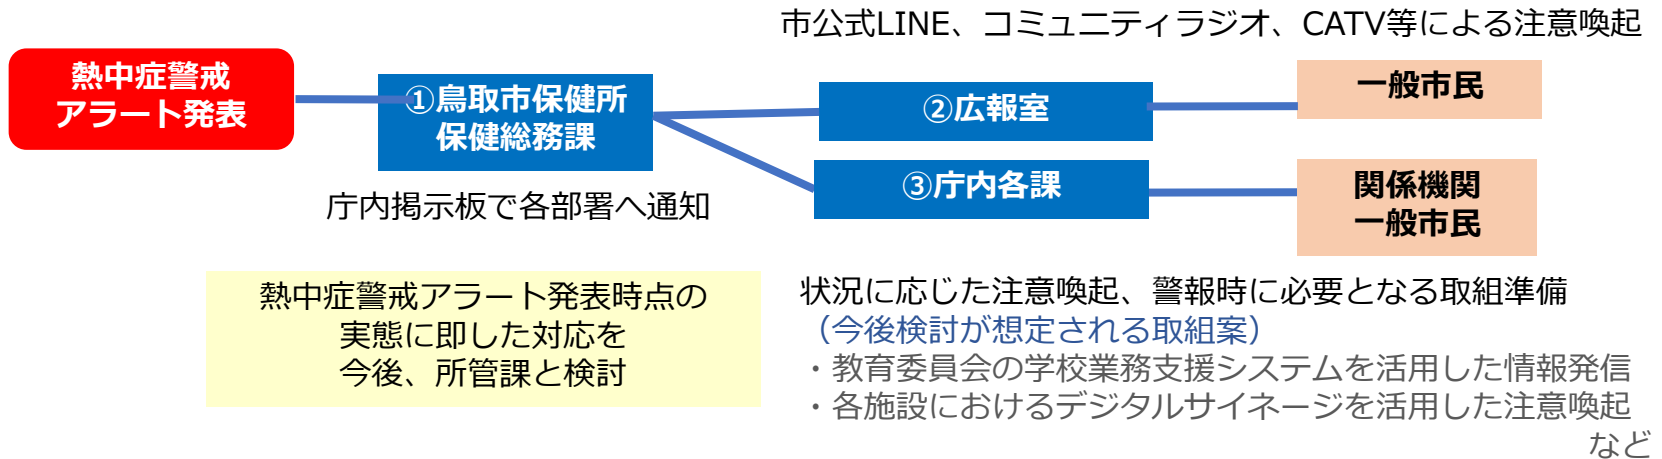 市公式LINE、コミュニティラジオ、CATV等による注意喚起
熱中症警戒
アラート発表
①鳥取市保健所
保健総務課
②広報室
一般市民
③庁内各課
関係機関
一般市民
庁内掲示板で各部署へ通知
熱中症警戒アラート発表時点の
実態に即した対応を
今後、所管課と検討
状況に応じた注意喚起、警報時に必要となる取組準備
（今後検討が想定される取組案）
・教育委員会の学校業務支援システムを活用した情報発信
・各施設におけるデジタルサイネージを活用した注意喚起
など